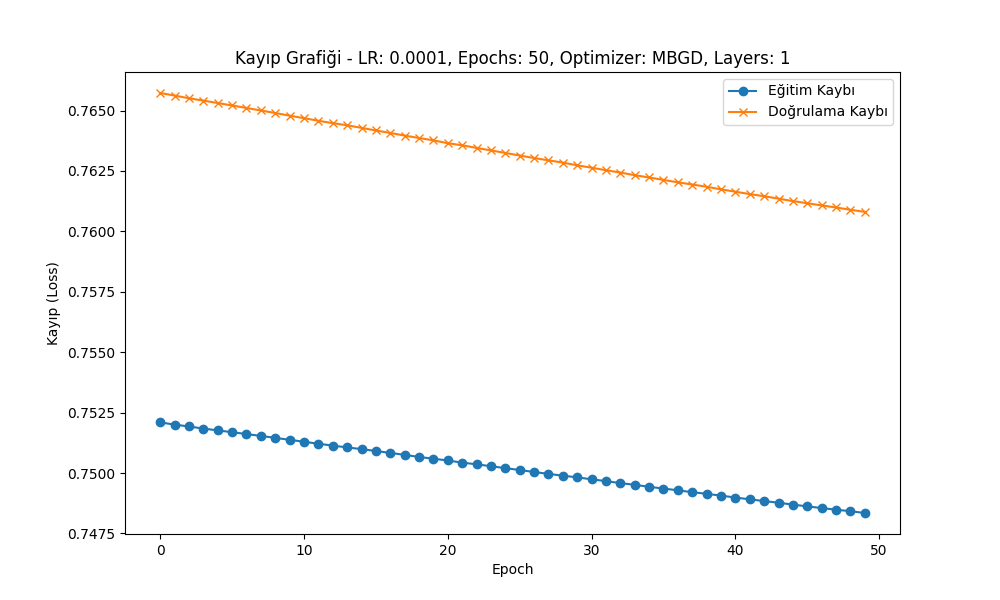 Kayıp Grafiği - LR: 0.0001, Epochs: 50, Optimizer: MBGD, Layers: 1
Eğitim Kaybı
Doğrulama Kaybı
0.7650
0.7625
0.7600
0.7575
0.7550
0.7525
0.7500
0.7475
Kayıp (Loss)
0 10 20 30 40 50
Epoch